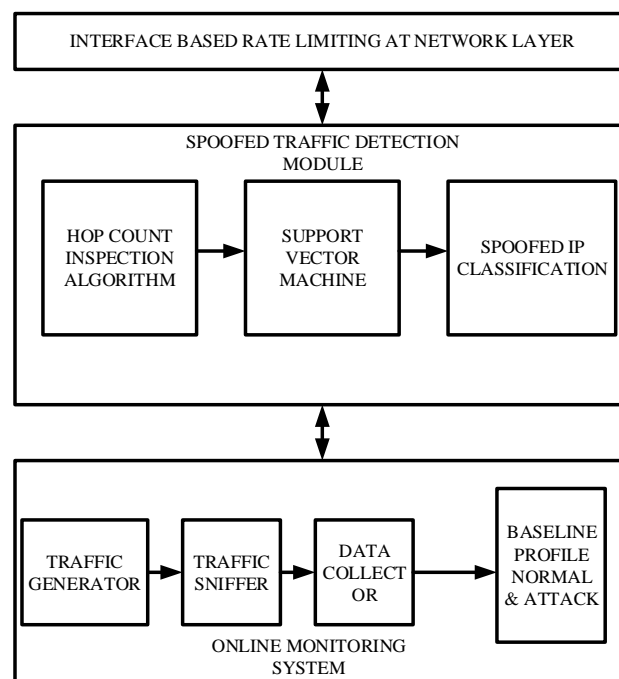 INTERFACE BASED RATE LIMITING AT NETWORK LAYER
SPOOFED TRAFFIC DETECTION
MODULE
HOP COUNT
INSPECTION
ALGORITHM
SUPPORT
VECTOR
MACHINE
SPOOFED IP
CLASSIFICATION
TRAFFIC
GENERATOR
TRAFFIC
SNIFFER
DATA
COLLECT
OR
BASELINE
PROFILE
NORMAL
& ATTACK
ONLINE MONITORING
SYSTEM